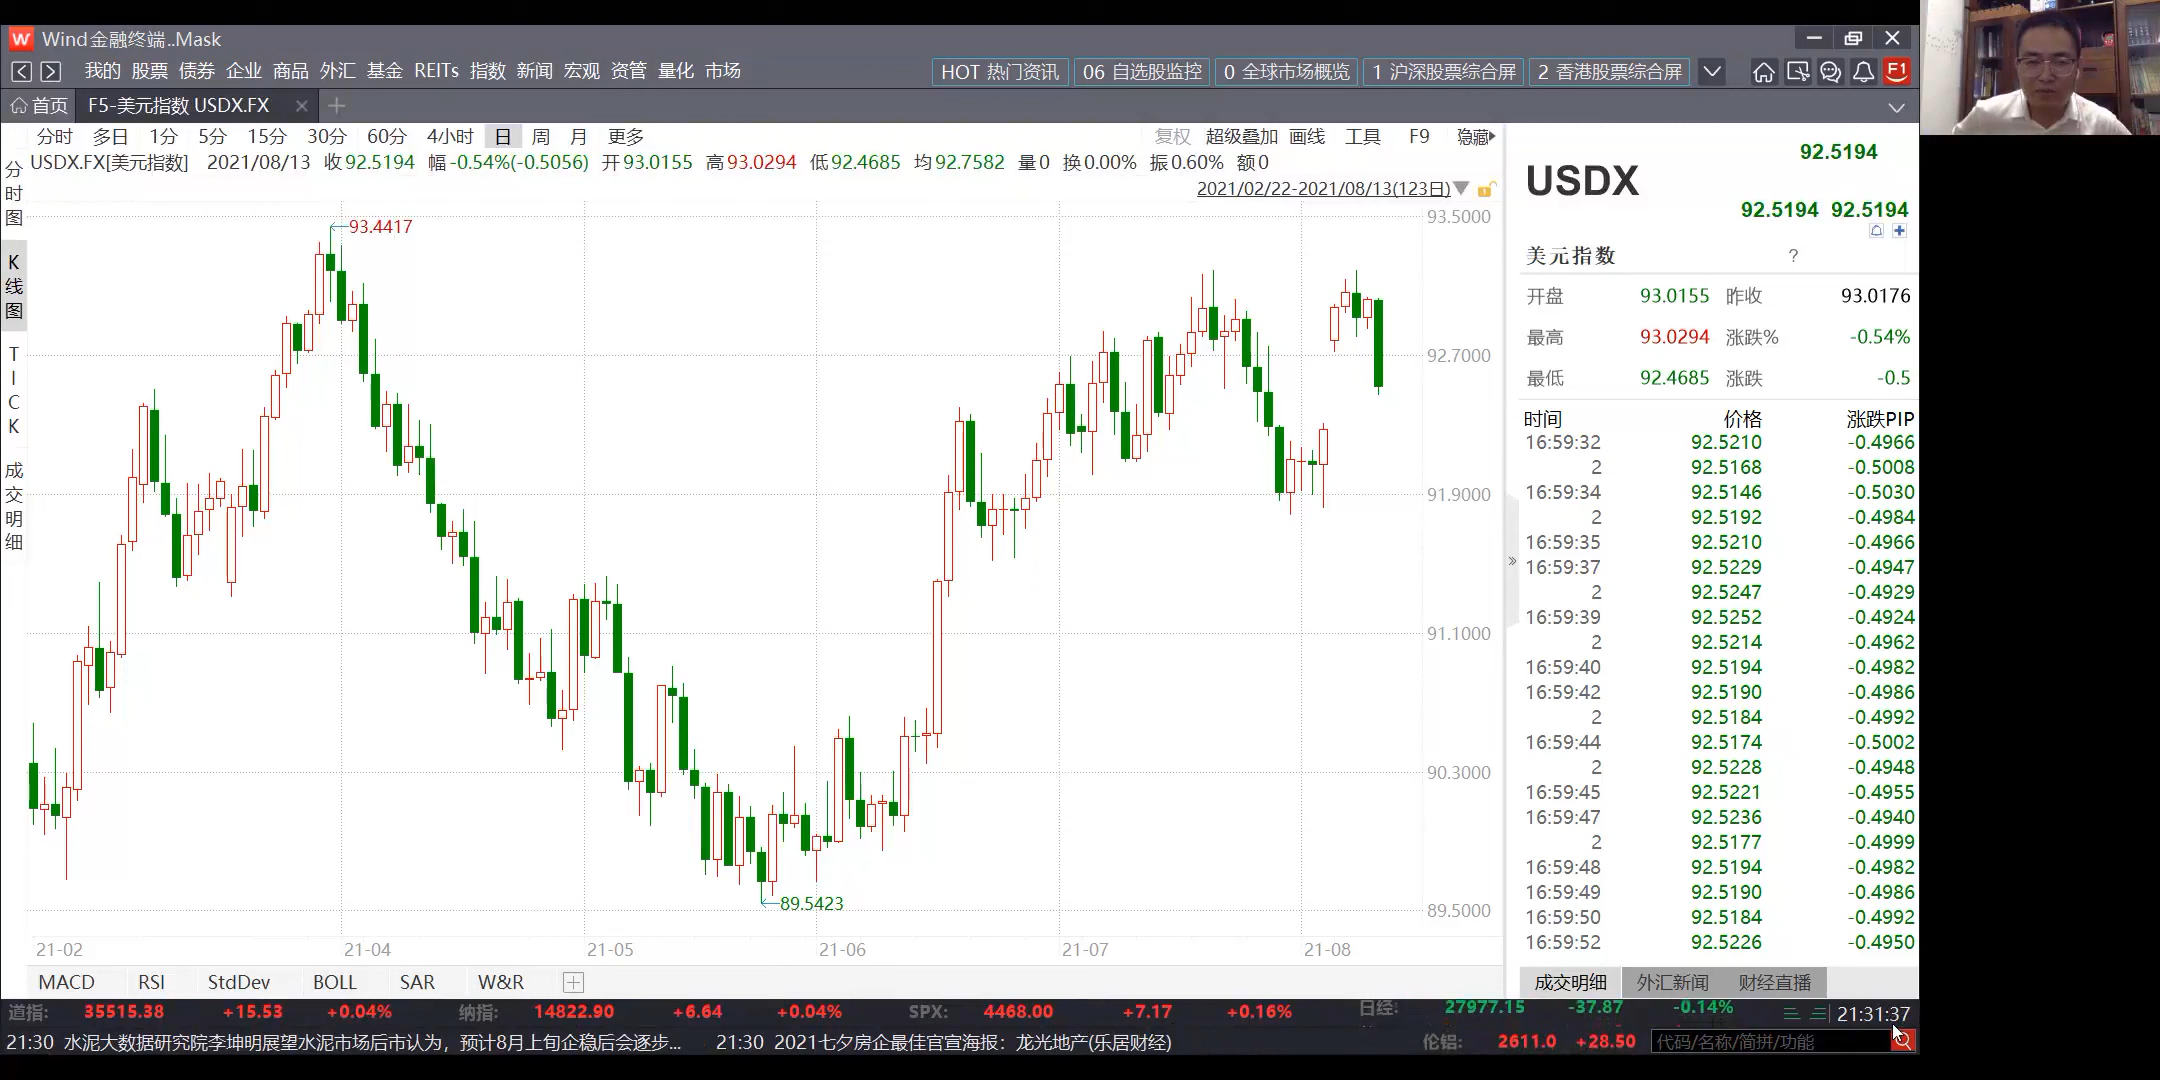 Wind金融终端..Mask
我的 股票 债券 企业 商品 外汇 基金 REITs 指数 新闻 宏观 资管 量化 市场
HOT 热门资讯 06 自选股监控 0 全球市场概览 1 沪深股票综合屏 2 香港股票综合屏 F1
首页 F5-美元指数 USDX.FX
分时 多日 1分 5分 15分 30分 60分 4小时 日 周 月 更多 复权 超级叠加 画线 工具 F9 隐藏
USDX.FX[美元指数] 2021/08/13 收92.5194 幅-0.54%(-0.5056) 开93.0155 高93.0294 低92.4685 均92.7582 量0 换0.00% 振0.60% 额0
2021/02/22-2021/08/13(123日)
分时图
K线图
TICK
成交明细
93.4417
89.5423
93.5000
92.7000
91.9000
91.1000
90.3000
89.5000
21-02 21-04 21-05 21-06 21-07 21-08
MACD RSI StdDev BOLL SAR W&R
92.5194
USDX
92.5194 92.5194
美元指数 ?
开盘 93.0155 昨收 93.0176
最高 93.0294 涨跌% -0.54%
最低 92.4685 涨跌 -0.5
时间 价格 涨跌PIP
16:59:32 92.5210 -0.4966
2 92.5168 -0.5008
16:59:34 92.5146 -0.5030
2 92.5192 -0.4984
16:59:35 92.5210 -0.4966
16:59:37 92.5229 -0.4947
2 92.5247 -0.4929
16:59:39 92.5252 -0.4924
2 92.5214 -0.4962
16:59:40 92.5194 -0.4982
16:59:42 92.5190 -0.4986
2 92.5184 -0.4992
16:59:44 92.5174 -0.5002
2 92.5228 -0.4948
16:59:45 92.5221 -0.4955
16:59:47 92.5236 -0.4940
2 92.5177 -0.4999
16:59:48 92.5194 -0.4982
16:59:49 92.5190 -0.4986
16:59:50 92.5184 -0.4992
16:59:52 92.5226 -0.4950
成交明细 外汇新闻 财经直播
道指: 35515.38 +15.53 +0.04% 纳指: 14822.90 +6.64 +0.04% SPX: 4468.00 +7.17 +0.16% 日经: 27977.15 -37.87 -0.14% 21:31:37
21:30 水泥大数据研究院李坤明展望水泥市场后市认为，预计8月上旬企稳后会逐步... 21:30 2021七夕房企最佳官宣海报：龙光地产(乐居财经) 伦铝: 2611.0 +28.50 代码/名称/简拼/功能